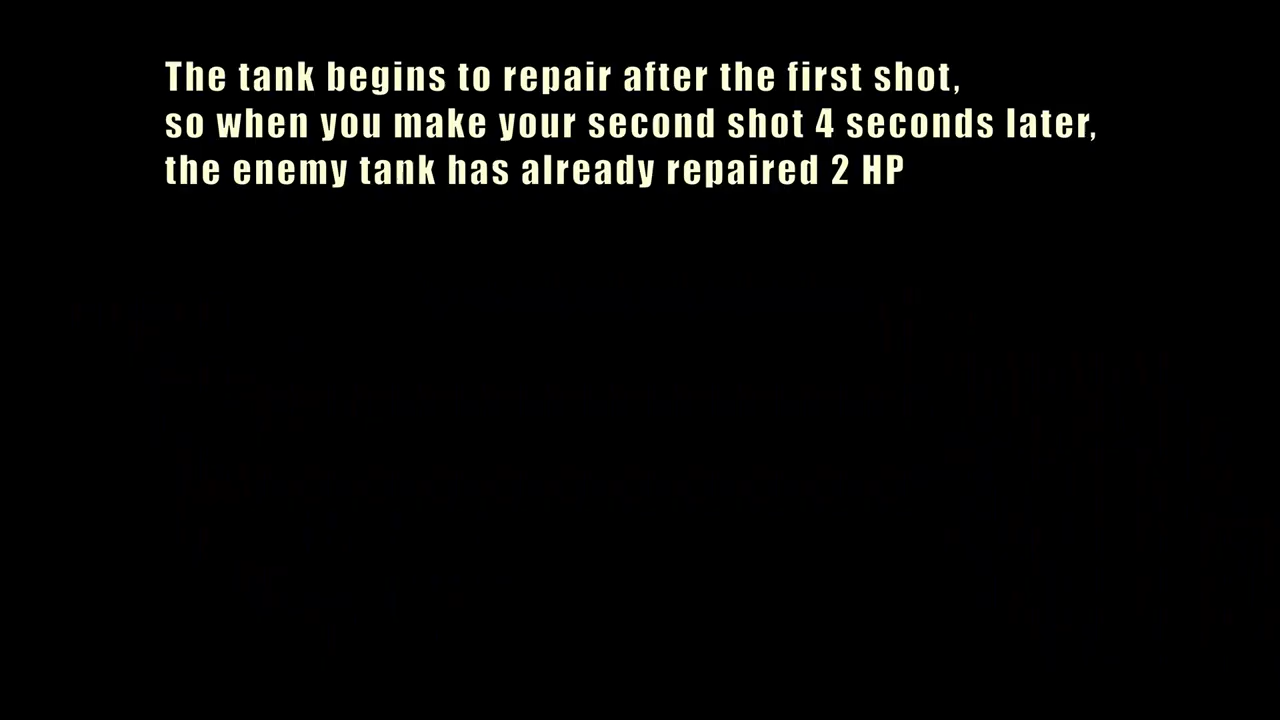 The tank begins to repair after the first shot,
so when you make your second shot 4 seconds later,
the enemy tank has already repaired 2 HP